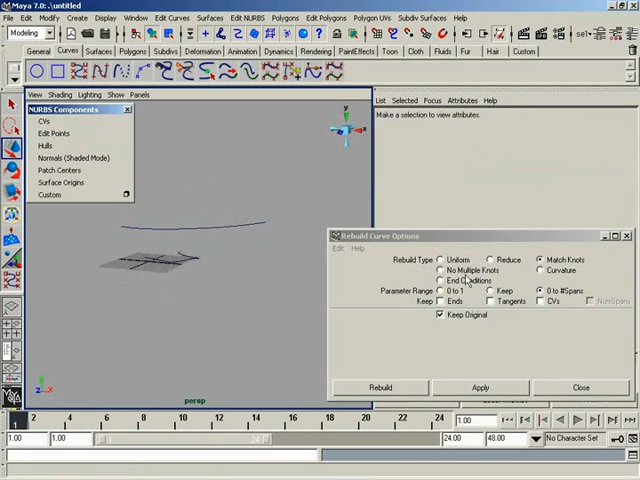 Maya 7.0: .\untitled
File Edit Modify Create Display Window Edit Curves Surfaces Edit NURBS Polygons Edit Polygons Edit Polygon UVs Subdiv Surfaces Help
Modeling sel
General Curves Surfaces Polygons Subdivs Deformation Animation Dynamics Rendering PaintEffects Toon Cloth Fluids Fur Hair Custom
View Shading Lighting Show Panels
List Selected Focus Attributes Help
NURBS Components
CVs
Edit Points
Hulls
Normals (Shaded Mode)
Patch Centers
Surface Origins
Custom
y
x
z
z x
persp
Make a selection to view attributes.
Rebuild Curve Options
Edit Help
Rebuild Type Uniform Reduce Match Knots
No Multiple Knots Curvature
End Conditions
Parameter Range 0 to 1 Keep 0 to #Spans
Keep Ends Tangents CVs NumSpans
Keep Original
Rebuild Apply Close
1 2 4 6 8 10 12 14 16 18 20 22 24 1.00
1.00 1.00 1 24 24.00 48.00 No Character Set